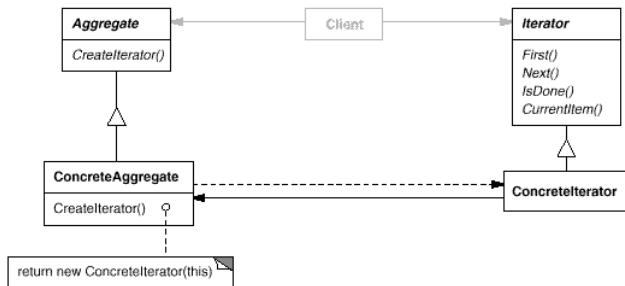 Aggregate
CreateIterator()
Client
Iterator
First()
Next()
IsDone()
CurrentItem()
ConcreteAggregate
CreateIterator()
ConcreteIterator
return new ConcreteIterator(this)